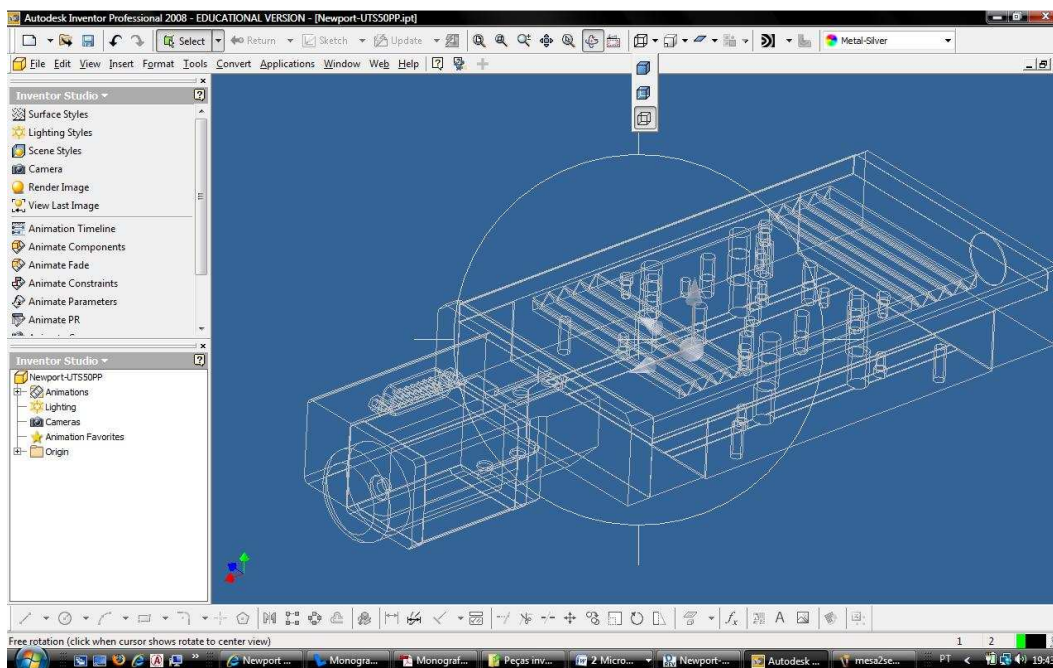 Autodesk Inventor Professional 2008 - EDUCATIONAL VERSION - [Newport-UTS50PP.ipt]
Select Return Sketch Update Metal-Silver
File Edit View Insert Format Tools Convert Applications Window Web Help
Inventor Studio
Surface Styles
Lighting Styles
Scene Styles
Camera
Render Image
View Last Image
Animation Timeline
Animate Components
Animate Fade
Animate Constraints
Animate Parameters
Animate PR
Inventor Studio
Newport-UTS50PP
Animations
Lighting
Cameras
Animation Favorites
Origin
Free rotation (click when cursor shows rotate to center view) 1 2
Newport ... Monogra... Monograf... Peças inv... 2 Micro... Newport-... Autodesk ... mesa2se... PT